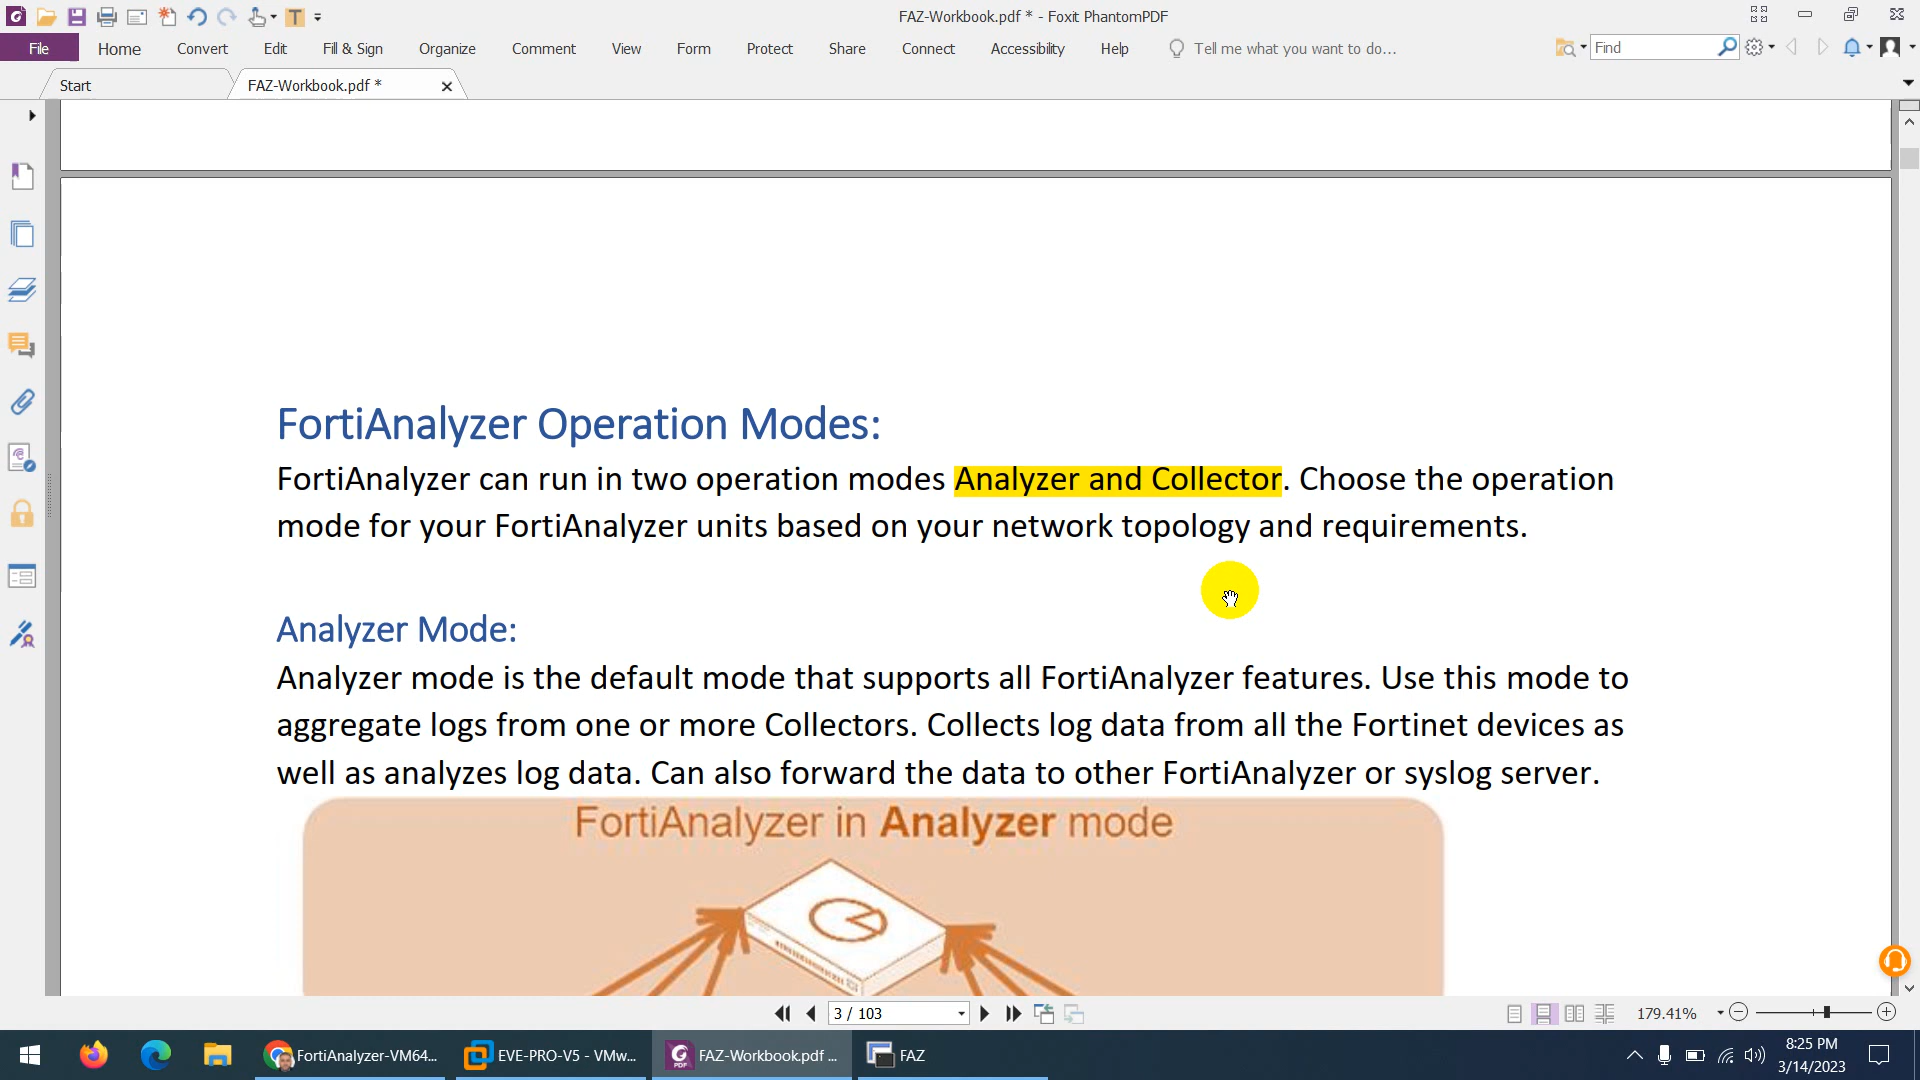 FAZ-Workbook.pdf * - Foxit PhantomPDF
File Home Convert Edit Fill & Sign Organize Comment View Form Protect Share Connect Accessibility Help Tell me what you want to do... Find
Start FAZ-Workbook.pdf *
FortiAnalyzer Operation Modes:
FortiAnalyzer can run in two operation modes Analyzer and Collector. Choose the operation
mode for your FortiAnalyzer units based on your network topology and requirements.
Analyzer Mode:
Analyzer mode is the default mode that supports all FortiAnalyzer features. Use this mode to
aggregate logs from one or more Collectors. Collects log data from all the Fortinet devices as
well as analyzes log data. Can also forward the data to other FortiAnalyzer or syslog server.
FortiAnalyzer in Analyzer mode
3 / 103 179.41%
FortiAnalyzer-VM64... EVE-PRO-V5 - VMw... FAZ-Workbook.pdf ... FAZ 8:25 PM
3/14/2023